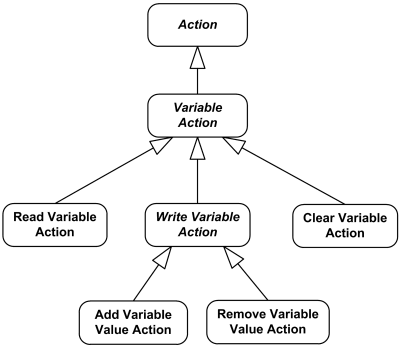 Action
Variable
Action
Read Variable
Action
Write Variable
Action
Clear Variable
Action
Add Variable
Value Action
Remove Variable
Value Action